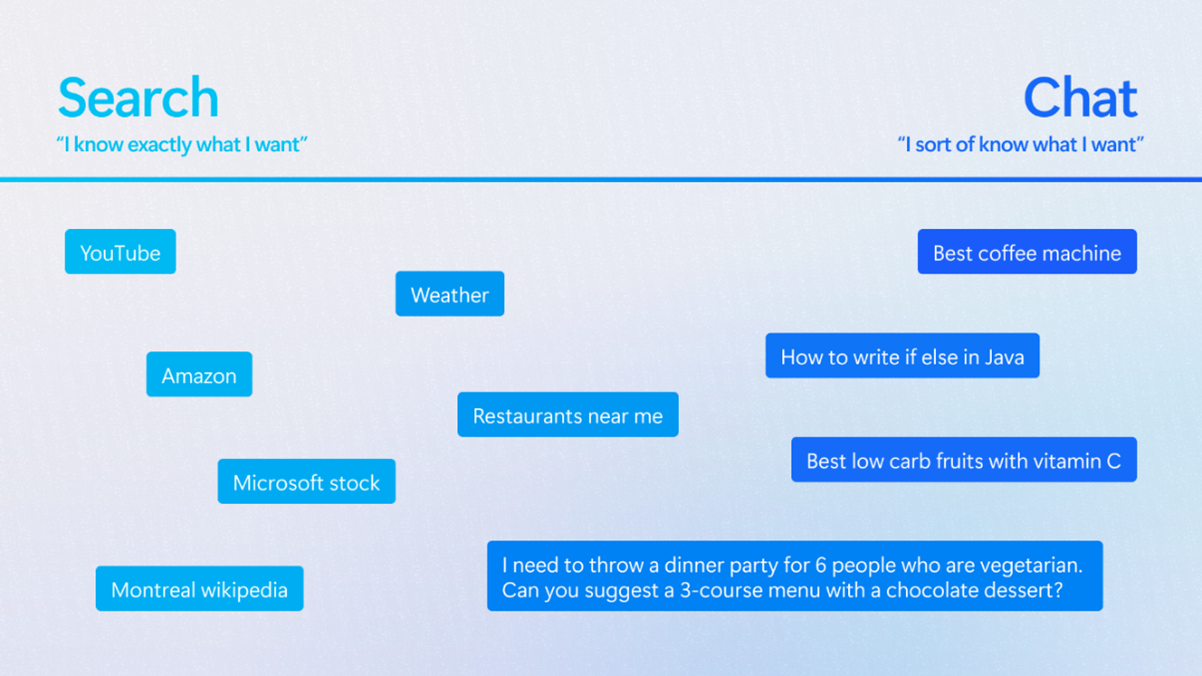 Search
Chat
“I know exactly what I want”
“I sort of know what I want”
YouTube
Best coffee machine
Weather
How to write if else in Java
Amazon
Restaurants near me
Best low carb fruits with vitamin C
Microsoft stock
I need to throw a dinner party for 6 people who are vegetarian.
Can you suggest a 3-course menu with a chocolate dessert?
Montreal wikipedia